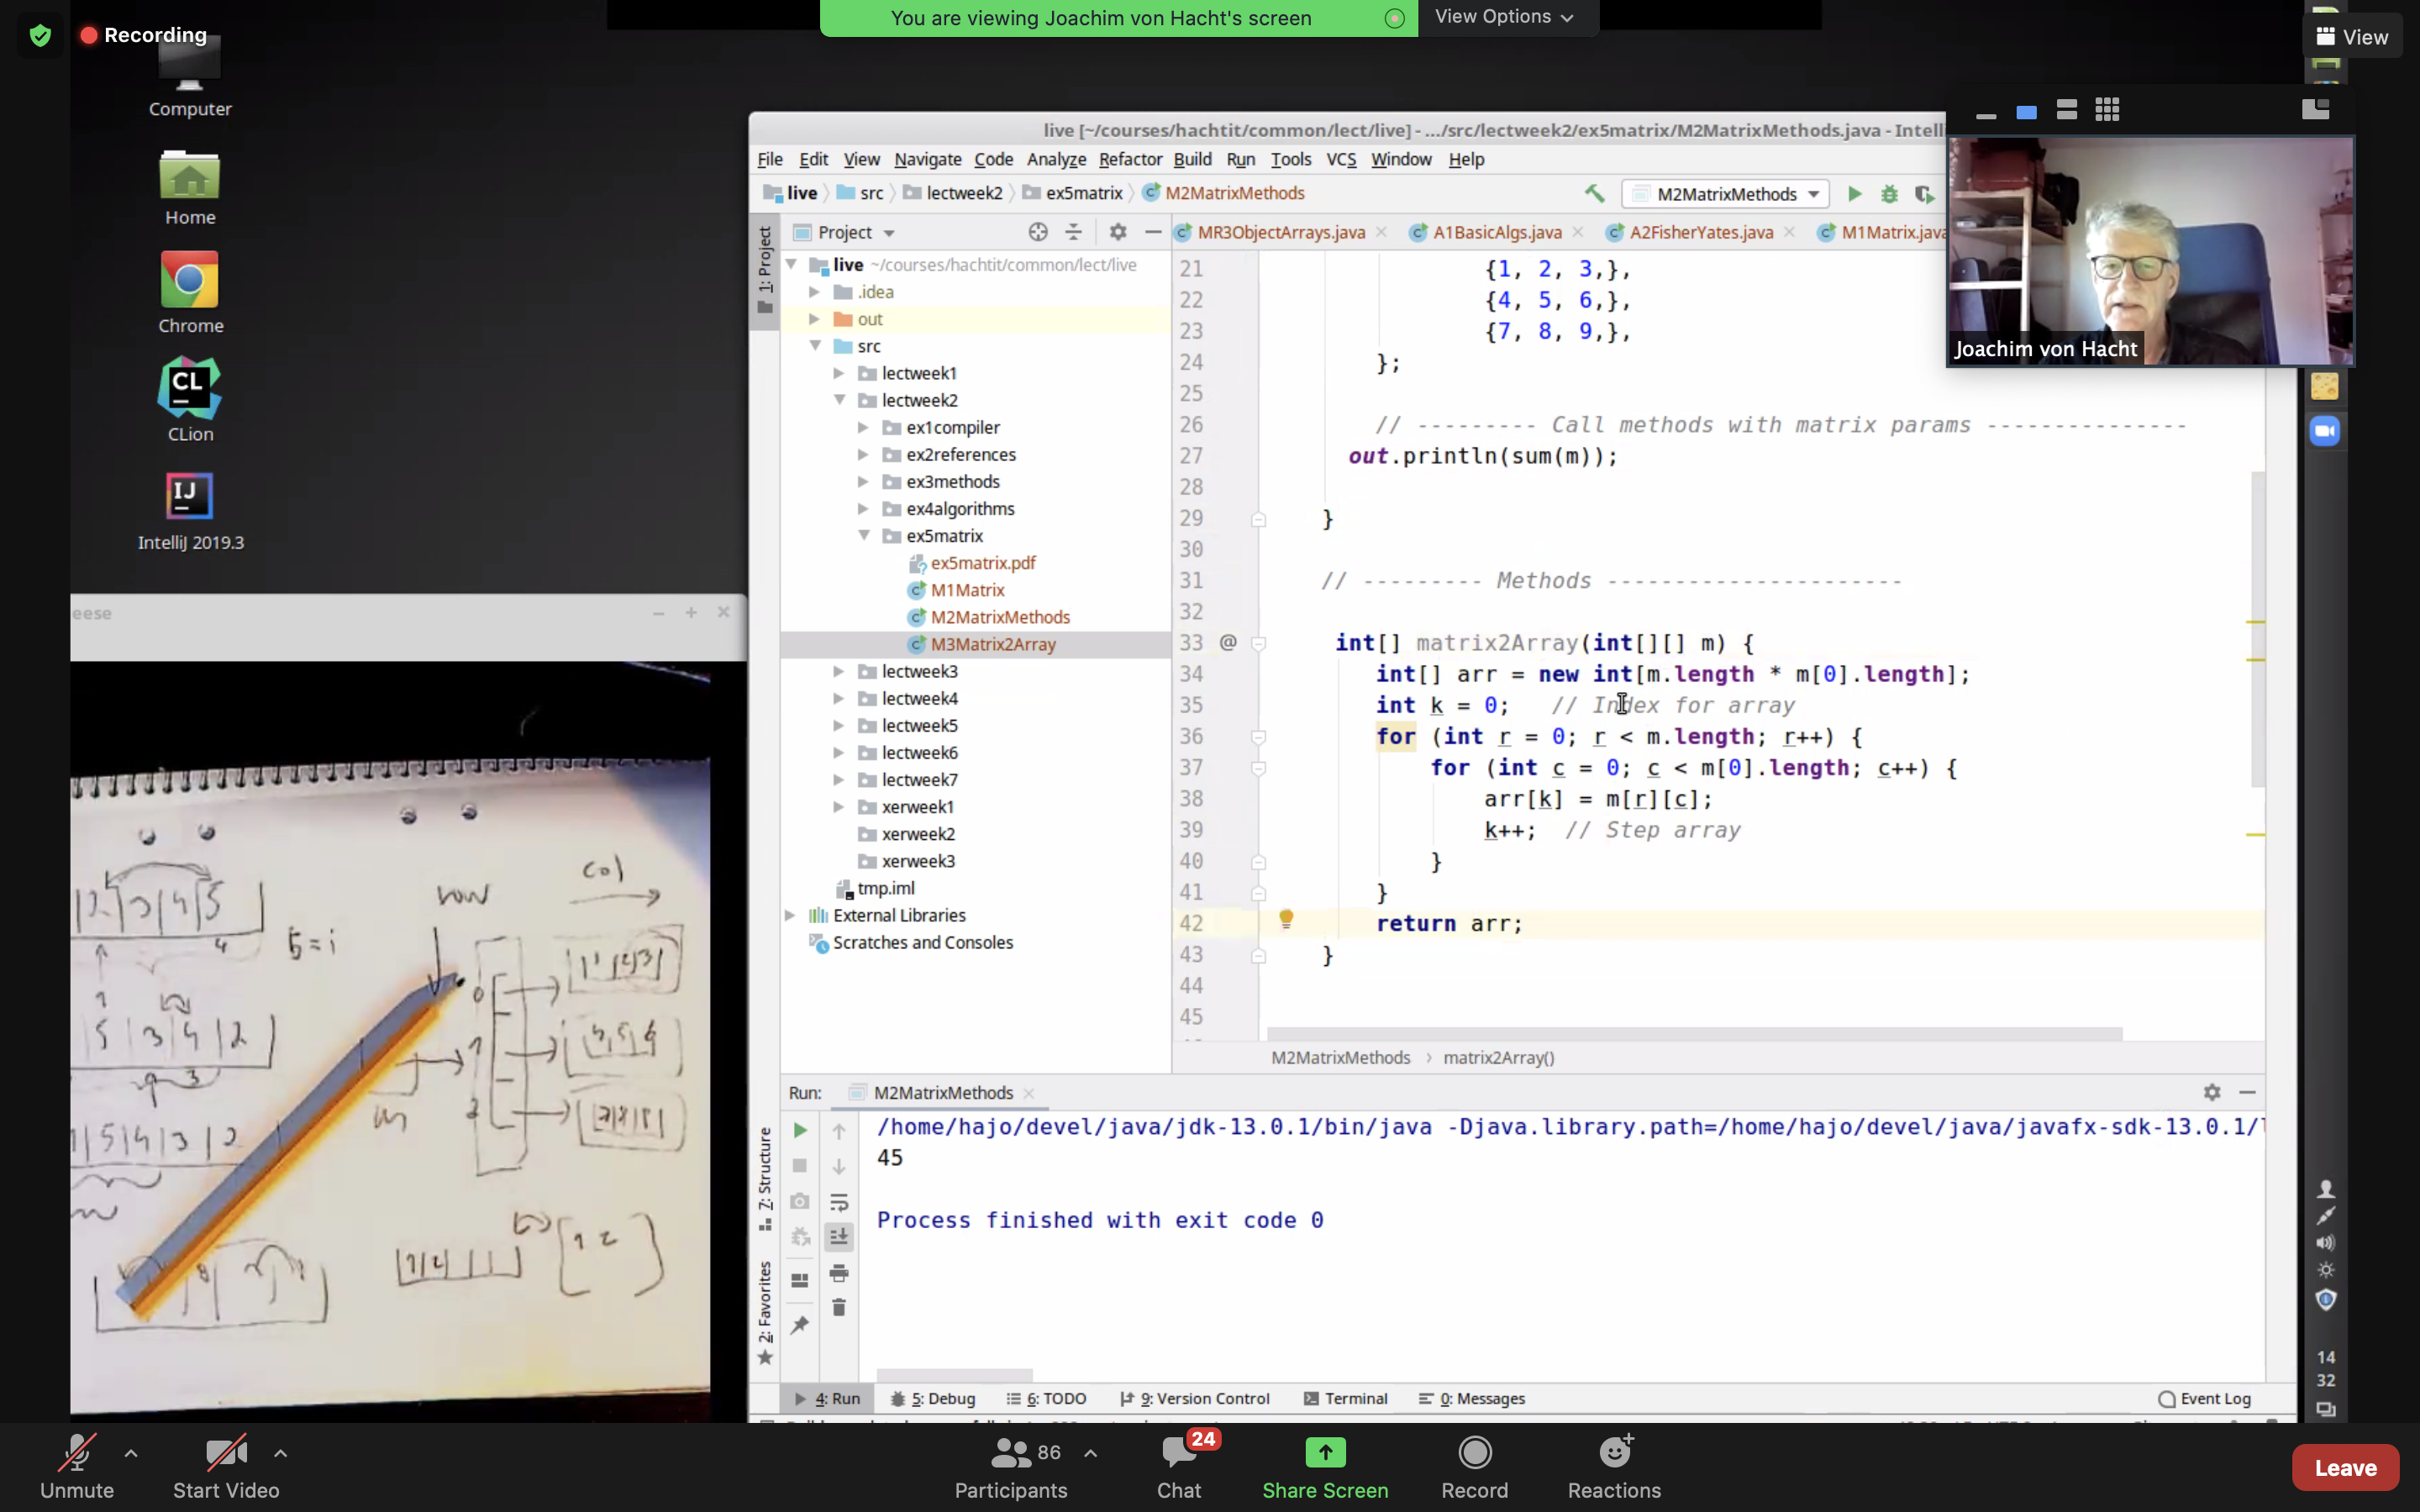 You are viewing Joachim von Hacht's screen
View Options
Recording
View
Computer
Home
Chrome
CL
CLion
IJ
IntelliJ 2019.3
Joachim von Hacht
live [~/courses/hachtit/common/lect/live] - .../src/lectweek2/ex5matrix/M2MatrixMethods.java - Intelli
File Edit View Navigate Code Analyze Refactor Build Run Tools VCS Window Help
live src lectweek2 ex5matrix M2MatrixMethods
M2MatrixMethods
1: Project
Project
MR3ObjectArrays.java A1BasicAlgs.java A2FisherYates.java M1Matrix.java
live ~/courses/hachtit/common/lect/live
.idea
out
src
lectweek1
lectweek2
ex1compiler
ex2references
ex3methods
ex4algorithms
ex5matrix
ex5matrix.pdf
M1Matrix
M2MatrixMethods
M3Matrix2Array
lectweek3
lectweek4
lectweek5
lectweek6
lectweek7
xerweek1
xerweek2
xerweek3
tmp.iml
External Libraries
Scratches and Consoles
21 {1, 2, 3,},
22 {4, 5, 6,},
23 {7, 8, 9,},
24 };
25
26 // --------- Call methods with matrix params ---------------
27 out.println(sum(m));
28
29 }
30
31 // --------- Methods ----------------------
32
33 @ int[] matrix2Array(int[][] m) {
34 int[] arr = new int[m.length * m[0].length];
35 int k = 0; // Index for array
36 for (int r = 0; r < m.length; r++) {
37 for (int c = 0; c < m[0].length; c++) {
38 arr[k] = m[r][c];
39 k++; // Step array
40 }
41 }
42 return arr;
43 }
44
45
M2MatrixMethods › matrix2Array()
eese
row
col
5=i
m
Run: M2MatrixMethods
/home/hajo/devel/java/jdk-13.0.1/bin/java -Djava.library.path=/home/hajo/devel/java/javafx-sdk-13.0.1/
45
Process finished with exit code 0
7: Structure
2: Favorites
4: Run 5: Debug 6: TODO 9: Version Control Terminal 0: Messages
Event Log
14
32
Unmute
Start Video
86
Participants
24
Chat
Share Screen
Record
Reactions
Leave